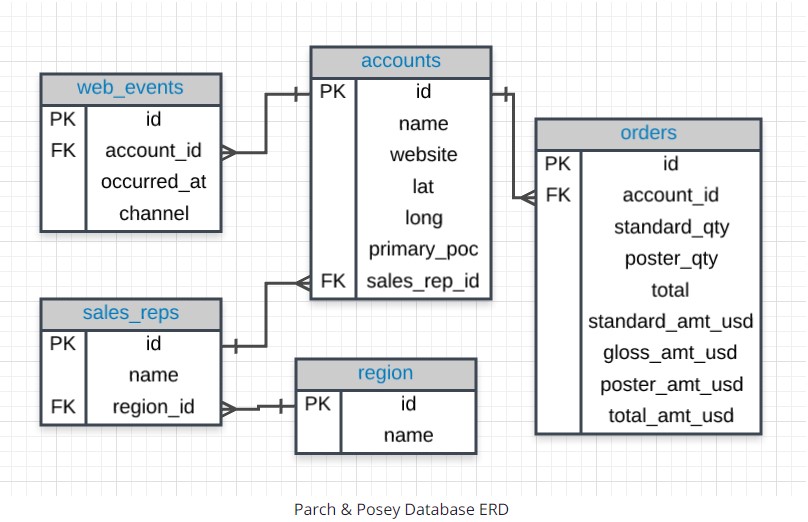 web_events
PK id
FK account_id
occurred_at
channel
accounts
PK id
name
website
lat
long
primary_poc
FK sales_rep_id
orders
PK id
FK account_id
standard_qty
poster_qty
total
standard_amt_usd
gloss_amt_usd
poster_amt_usd
total_amt_usd
sales_reps
PK id
name
FK region_id
region
PK id
name
Parch & Posey Database ERD